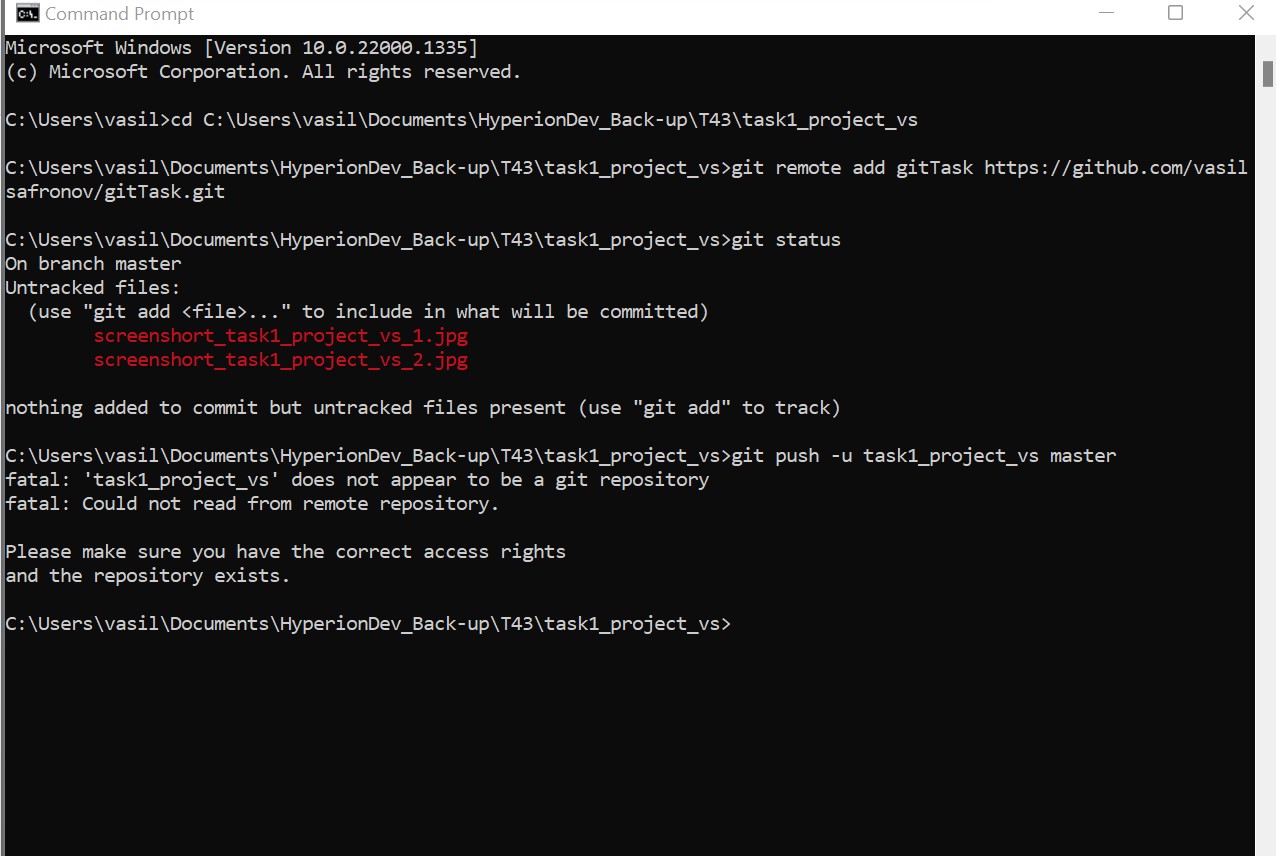 Command Prompt
Microsoft Windows [Version 10.0.22000.1335]
(c) Microsoft Corporation. All rights reserved.
C:\Users\vasil>cd C:\Users\vasil\Documents\HyperionDev_Back-up\T43\task1_project_vs
C:\Users\vasil\Documents\HyperionDev_Back-up\T43\task1_project_vs>git remote add gitTask https://github.com/vasil
safronov/gitTask.git
C:\Users\vasil\Documents\HyperionDev_Back-up\T43\task1_project_vs>git status
On branch master
Untracked files:
  (use "git add <file>..." to include in what will be committed)
        screenshort_task1_project_vs_1.jpg
        screenshort_task1_project_vs_2.jpg
nothing added to commit but untracked files present (use "git add" to track)
C:\Users\vasil\Documents\HyperionDev_Back-up\T43\task1_project_vs>git push -u task1_project_vs master
fatal: 'task1_project_vs' does not appear to be a git repository
fatal: Could not read from remote repository.
Please make sure you have the correct access rights
and the repository exists.
C:\Users\vasil\Documents\HyperionDev_Back-up\T43\task1_project_vs>